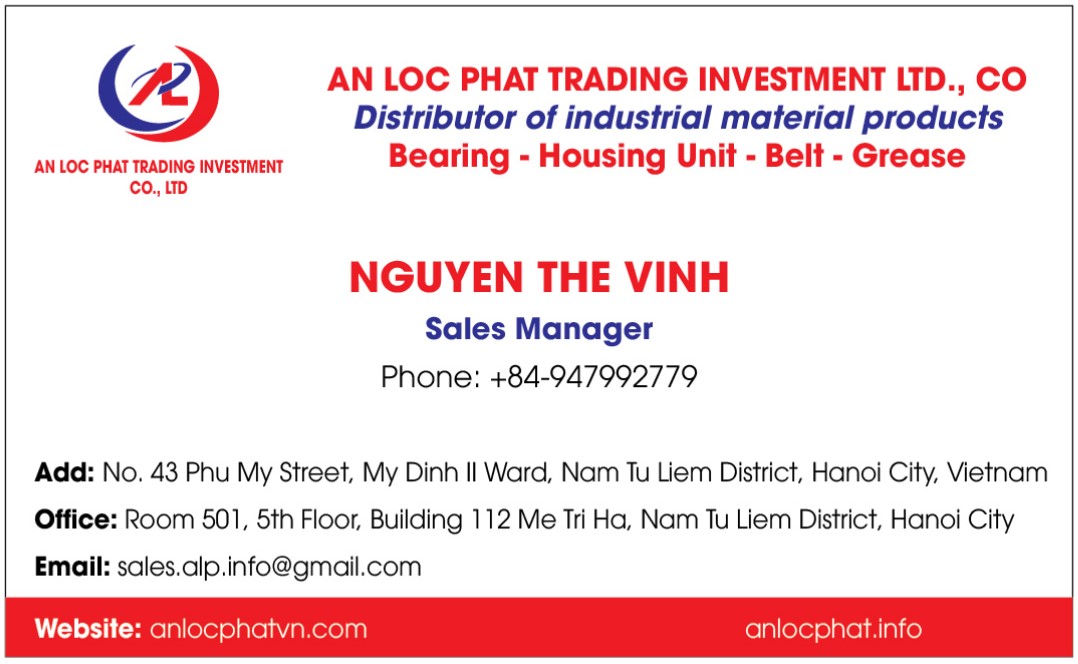 AN LOC PHAT TRADING INVESTMENT
CO., LTD
AN LOC PHAT TRADING INVESTMENT LTD., CO
Distributor of industrial material products
Bearing - Housing Unit - Belt - Grease
NGUYEN THE VINH
Sales Manager
Phone: +84-947992779
Add: No. 43 Phu My Street, My Dinh II Ward, Nam Tu Liem District, Hanoi City, Vietnam
Office: Room 501, 5th Floor, Building 112 Me Tri Ha, Nam Tu Liem District, Hanoi City
Email: sales.alp.info@gmail.com
Website: anlocphatvn.com anlocphat.info